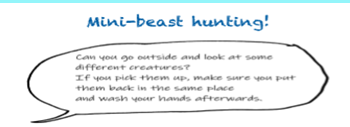 Mini-beast hunting!
Can you go outside and look at some
different creatures?
If you pick them up, make sure you put
them back in the same place
and wash your hands afterwards.